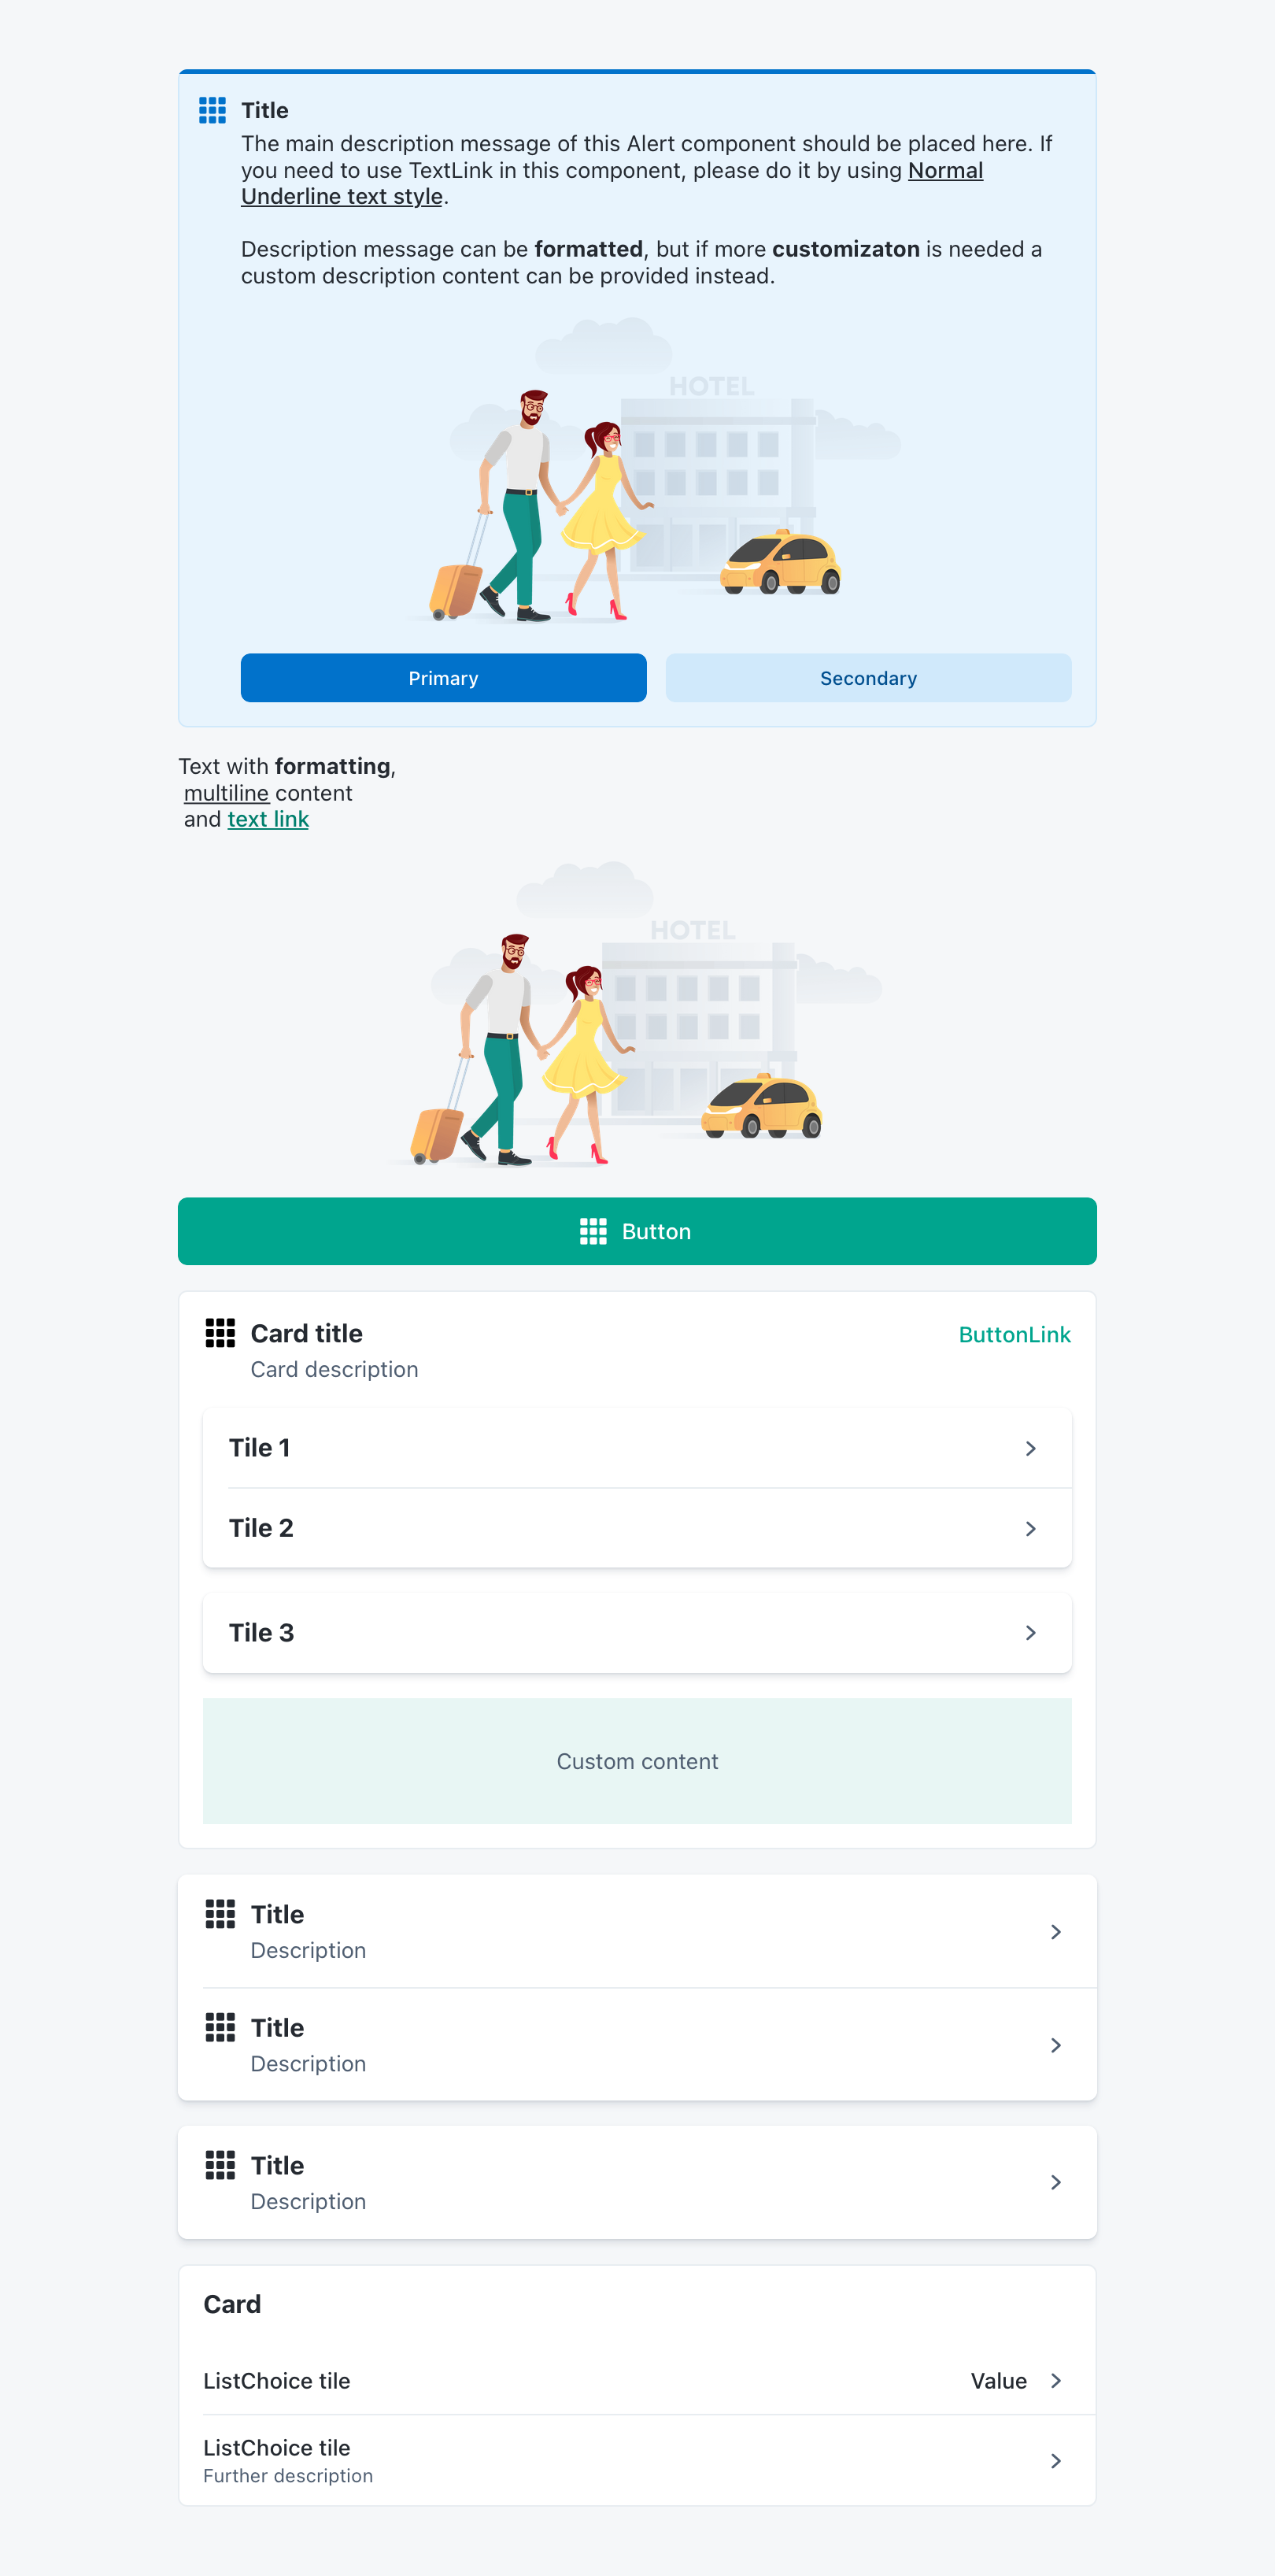 Title
The main description message of this Alert component should be placed here. If
you need to use TextLink in this component, please do it by using Normal
Underline text style.
Description message can be formatted, but if more customizaton is needed a
custom description content can be provided instead.
HOTEL
Primary
Secondary
Text with formatting,
multiline content
and text link
HOTEL
Button
Card title
ButtonLink
Card description
Tile 1
Tile 2
Tile 3
Custom content
Title
Description
Title
Description
Title
Description
Card
ListChoice tile
Value
ListChoice tile
Further description